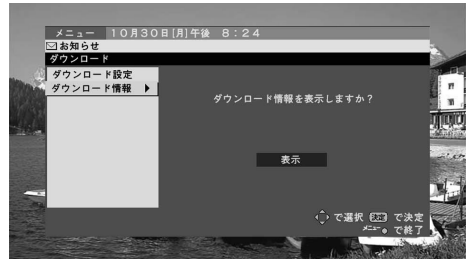 メニュー 10月30日[月]午後 8:24
お知らせ
ダウンロード
ダウンロード設定
ダウンロード情報
ダウンロード情報を表示しますか？
表示
で選択 決定 で決定
メニュー で終了